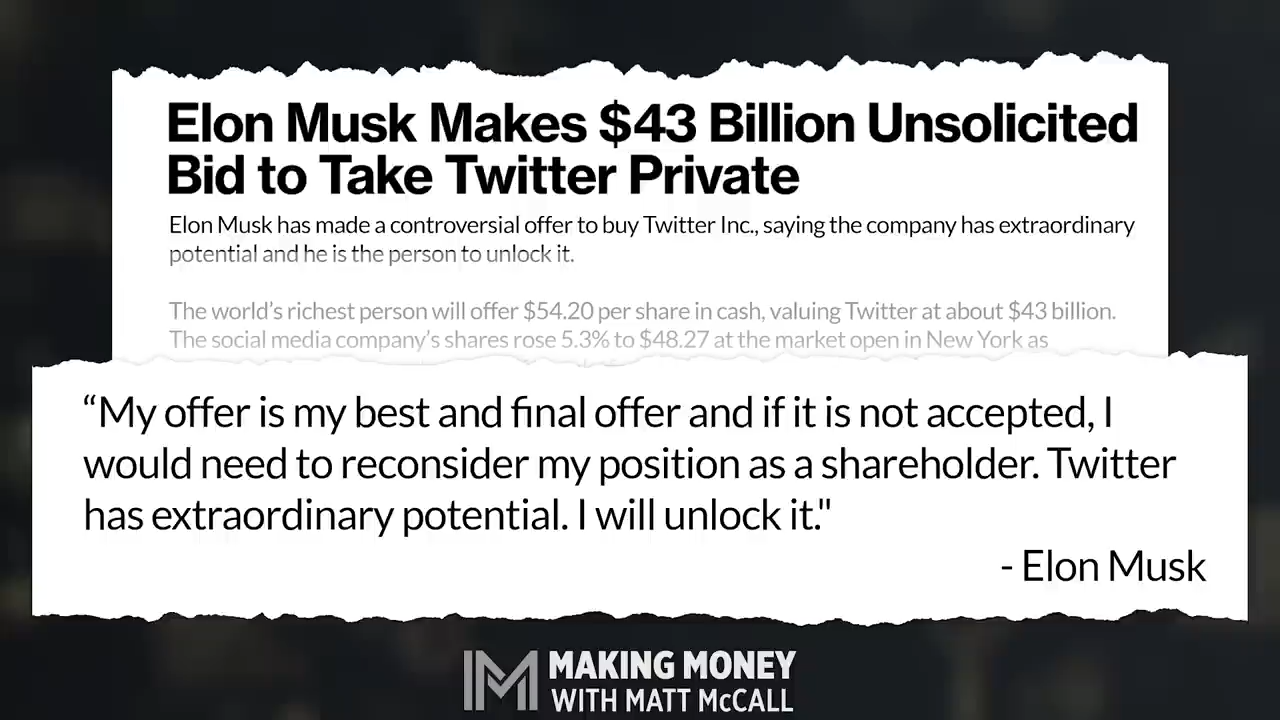 Elon Musk Makes $43 Billion Unsolicited
Bid to Take Twitter Private
Elon Musk has made a controversial offer to buy Twitter Inc., saying the company has extraordinary
potential and he is the person to unlock it.
The world’s richest person will offer $54.20 per share in cash, valuing Twitter at about $43 billion.
The social media company’s shares rose 5.3% to $48.27 at the market open in New York as
“My offer is my best and final offer and if it is not accepted, I
would need to reconsider my position as a shareholder. Twitter
has extraordinary potential. I will unlock it."
- Elon Musk
MAKING MONEY
WITH MATT McCALL